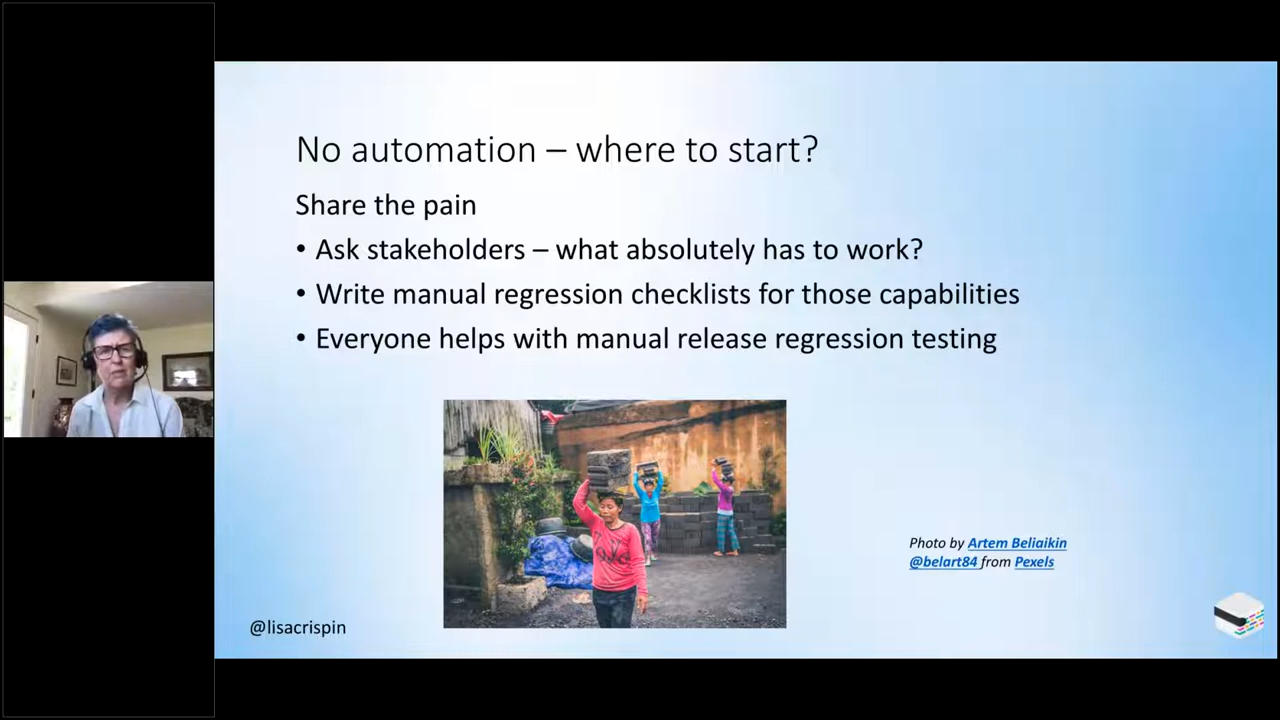 No automation – where to start?
Share the pain
• Ask stakeholders – what absolutely has to work?
• Write manual regression checklists for those capabilities
• Everyone helps with manual release regression testing
Photo by Artem Beliaikin
@belart84 from Pexels
@lisacrispin